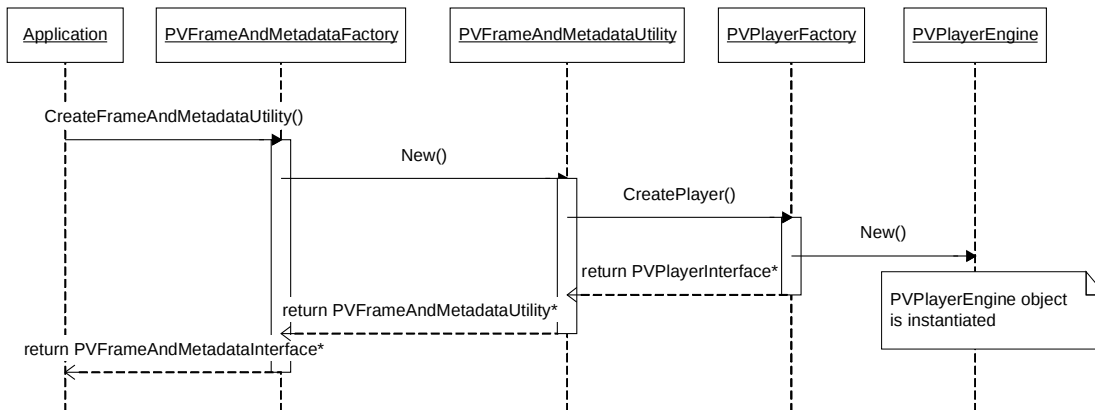 Application
PVFrameAndMetadataFactory
PVFrameAndMetadataUtility
PVPlayerFactory
PVPlayerEngine
CreateFrameAndMetadataUtility()
New()
CreatePlayer()
New()
return PVPlayerInterface*
PVPlayerEngine object
is instantiated
return PVFrameAndMetadataUtility*
return PVFrameAndMetadataInterface*